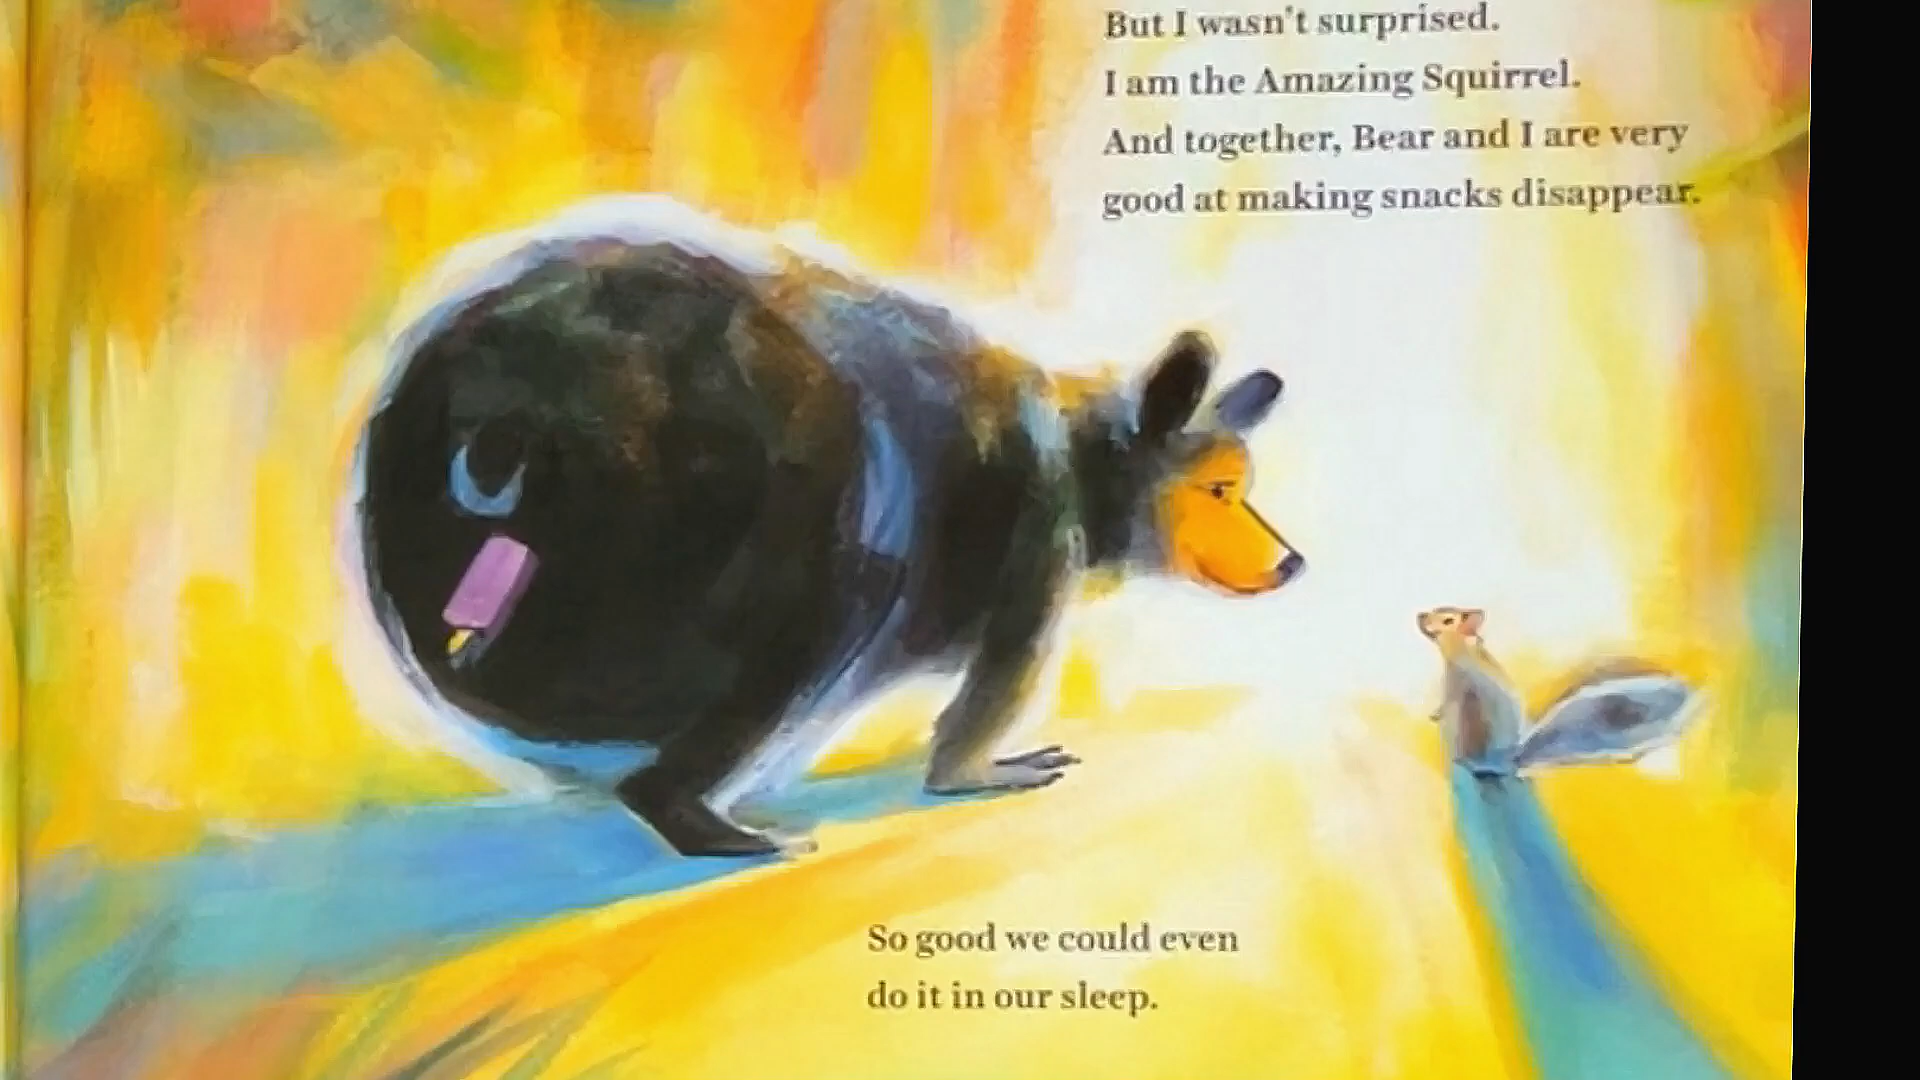 But I wasn't surprised.
I am the Amazing Squirrel.
And together, Bear and I are very
good at making snacks disappear.
So good we could even
do it in our sleep.